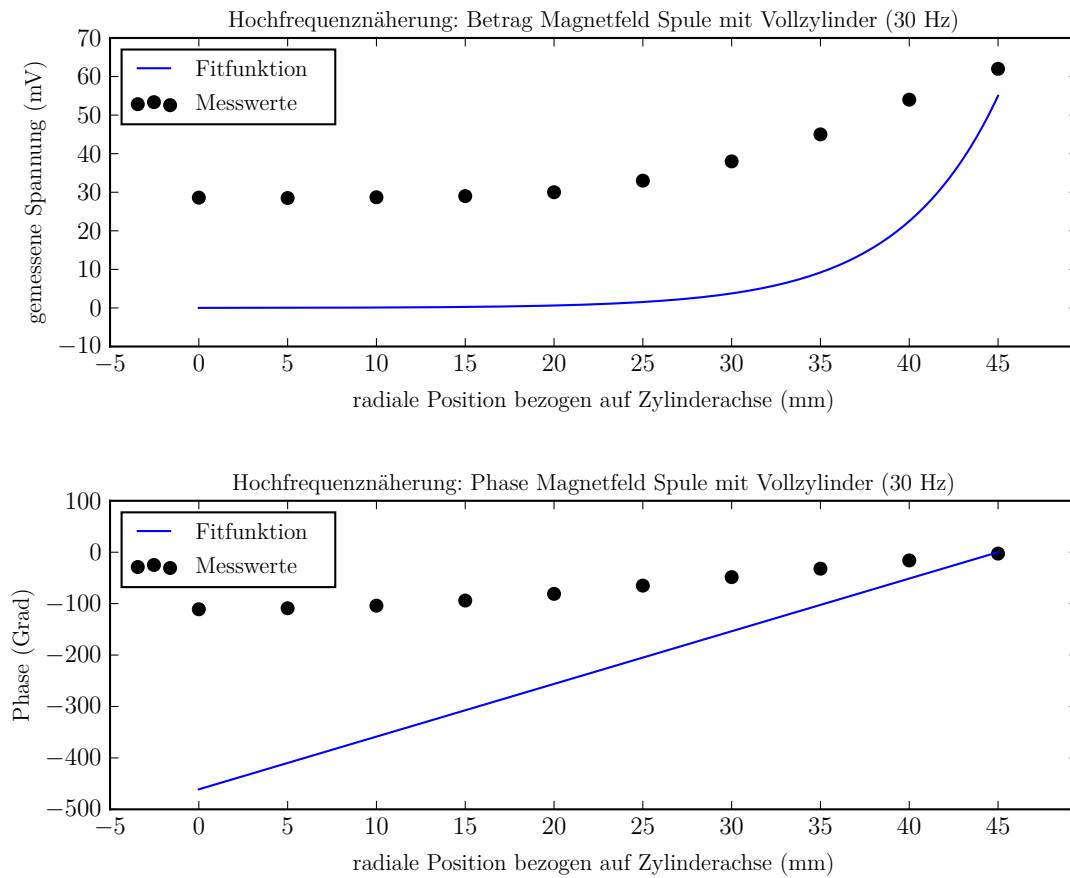 Hochfrequenznäherung: Betrag Magnetfeld Spule mit Vollzylinder (30 Hz)
70
60
50
40
30
20
10
0
−10
gemessene Spannung (mV)
Fitfunktion
Messwerte
−5 0 5 10 15 20 25 30 35 40 45
radiale Position bezogen auf Zylinderachse (mm)
Hochfrequenznäherung: Phase Magnetfeld Spule mit Vollzylinder (30 Hz)
100
0
−100
−200
−300
−400
−500
Phase (Grad)
Fitfunktion
Messwerte
−5 0 5 10 15 20 25 30 35 40 45
radiale Position bezogen auf Zylinderachse (mm)